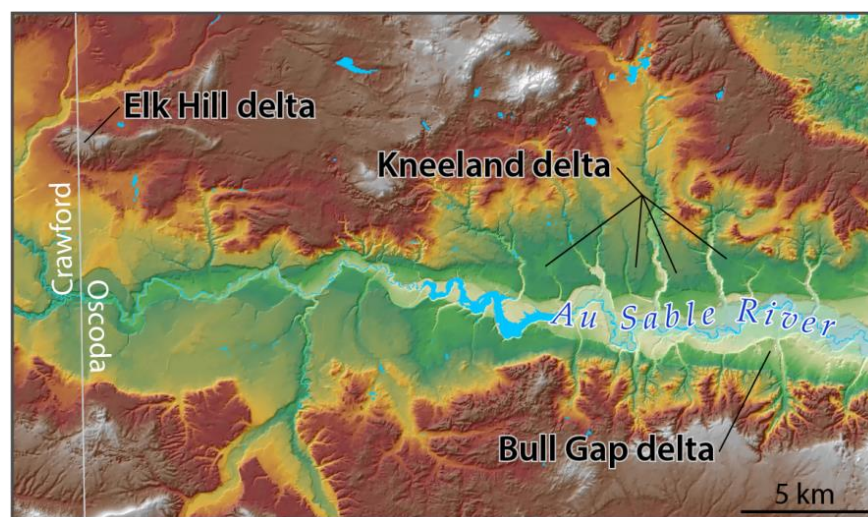 Elk Hill delta
Kneeland delta
Crawford
Oscoda
Au Sable River
Bull Gap delta
5 km